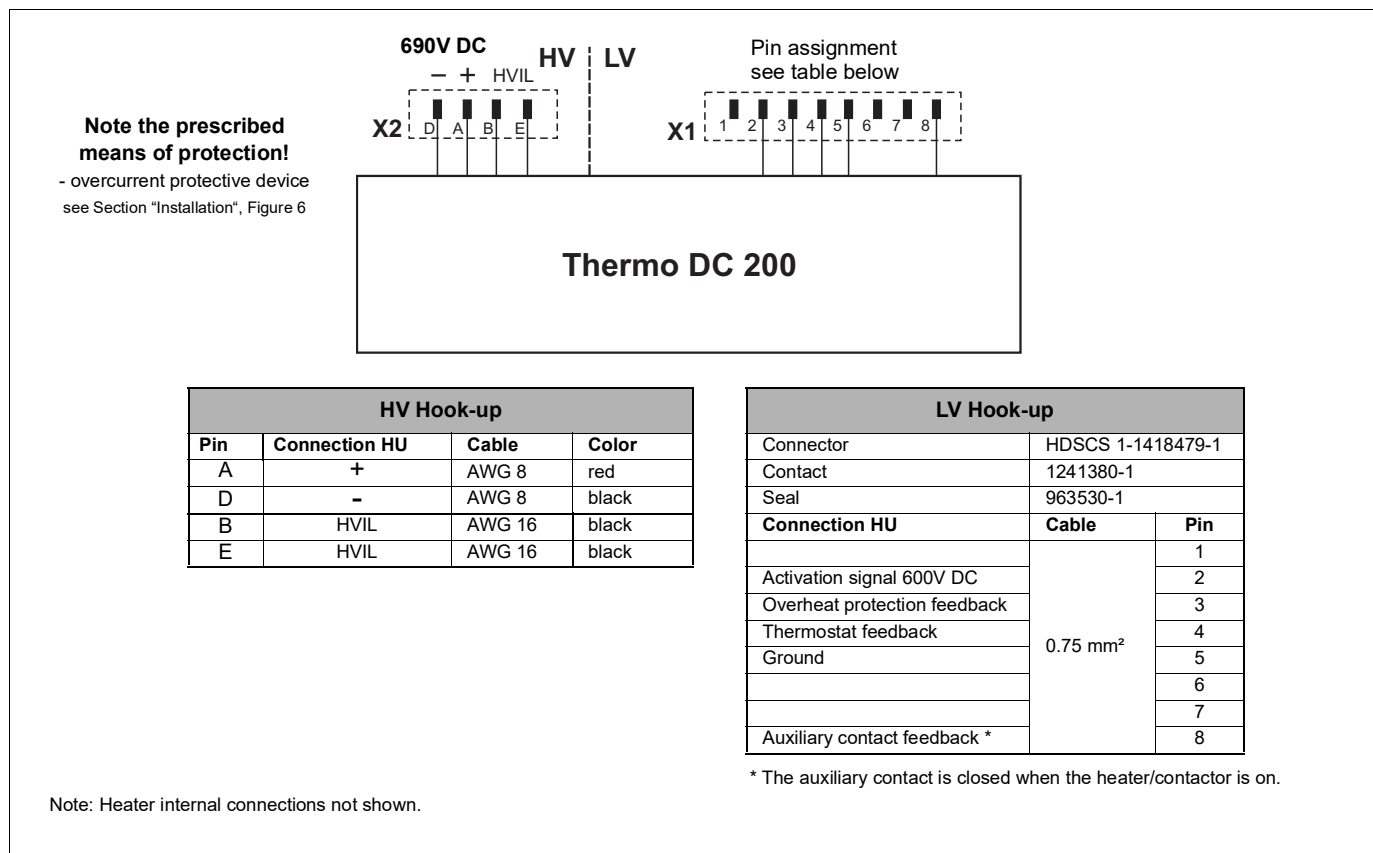 690V DC
HV LV
− + HVIL
X2 D A B E
Pin assignment
see table below
X1 1 2 3 4 5 6 7 8
Note the prescribed
means of protection!
- overcurrent protective device
see Section “Installation“, Figure 6
Thermo DC 200
HV Hook-up
Pin Connection HU Cable Color
A + AWG 8 red
D - AWG 8 black
B HVIL AWG 16 black
E HVIL AWG 16 black
LV Hook-up
Connector HDSCS 1-1418479-1
Contact 1241380-1
Seal 963530-1
Connection HU Cable Pin
1
Activation signal 600V DC 2
Overheat protection feedback 3
Thermostat feedback 4
0.75 mm²
Ground 5
6
7
Auxiliary contact feedback * 8
* The auxiliary contact is closed when the heater/contactor is on.
Note: Heater internal connections not shown.